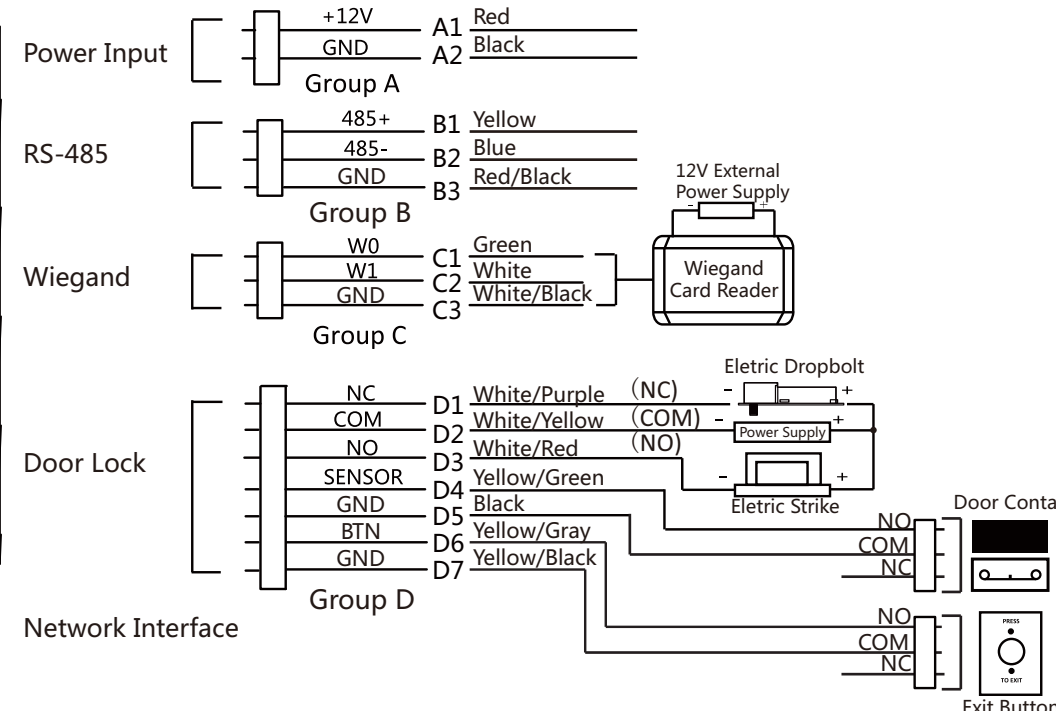 Power Input
+12V A1 Red
GND A2 Black
Group A
RS-485
485+ B1 Yellow
485- B2 Blue
GND B3 Red/Black
Group B
12V External
Power Supply
- +
Wiegand
W0 C1 Green
W1 C2 White
GND C3 White/Black
Group C
Wiegand
Card Reader
Door Lock
NC D1 White/Purple (NC)
COM D2 White/Yellow (COM)
NO D3 White/Red (NO)
SENSOR D4 Yellow/Green
GND D5 Black
BTN D6 Yellow/Gray
GND D7 Yellow/Black
Group D
Eletric Dropbolt
- +
- Power Supply +
- +
Eletric Strike
Door Conta
NO
COM
NC
Network Interface
NO
COM
NC
PRESS
TO EXIT
Exit Button